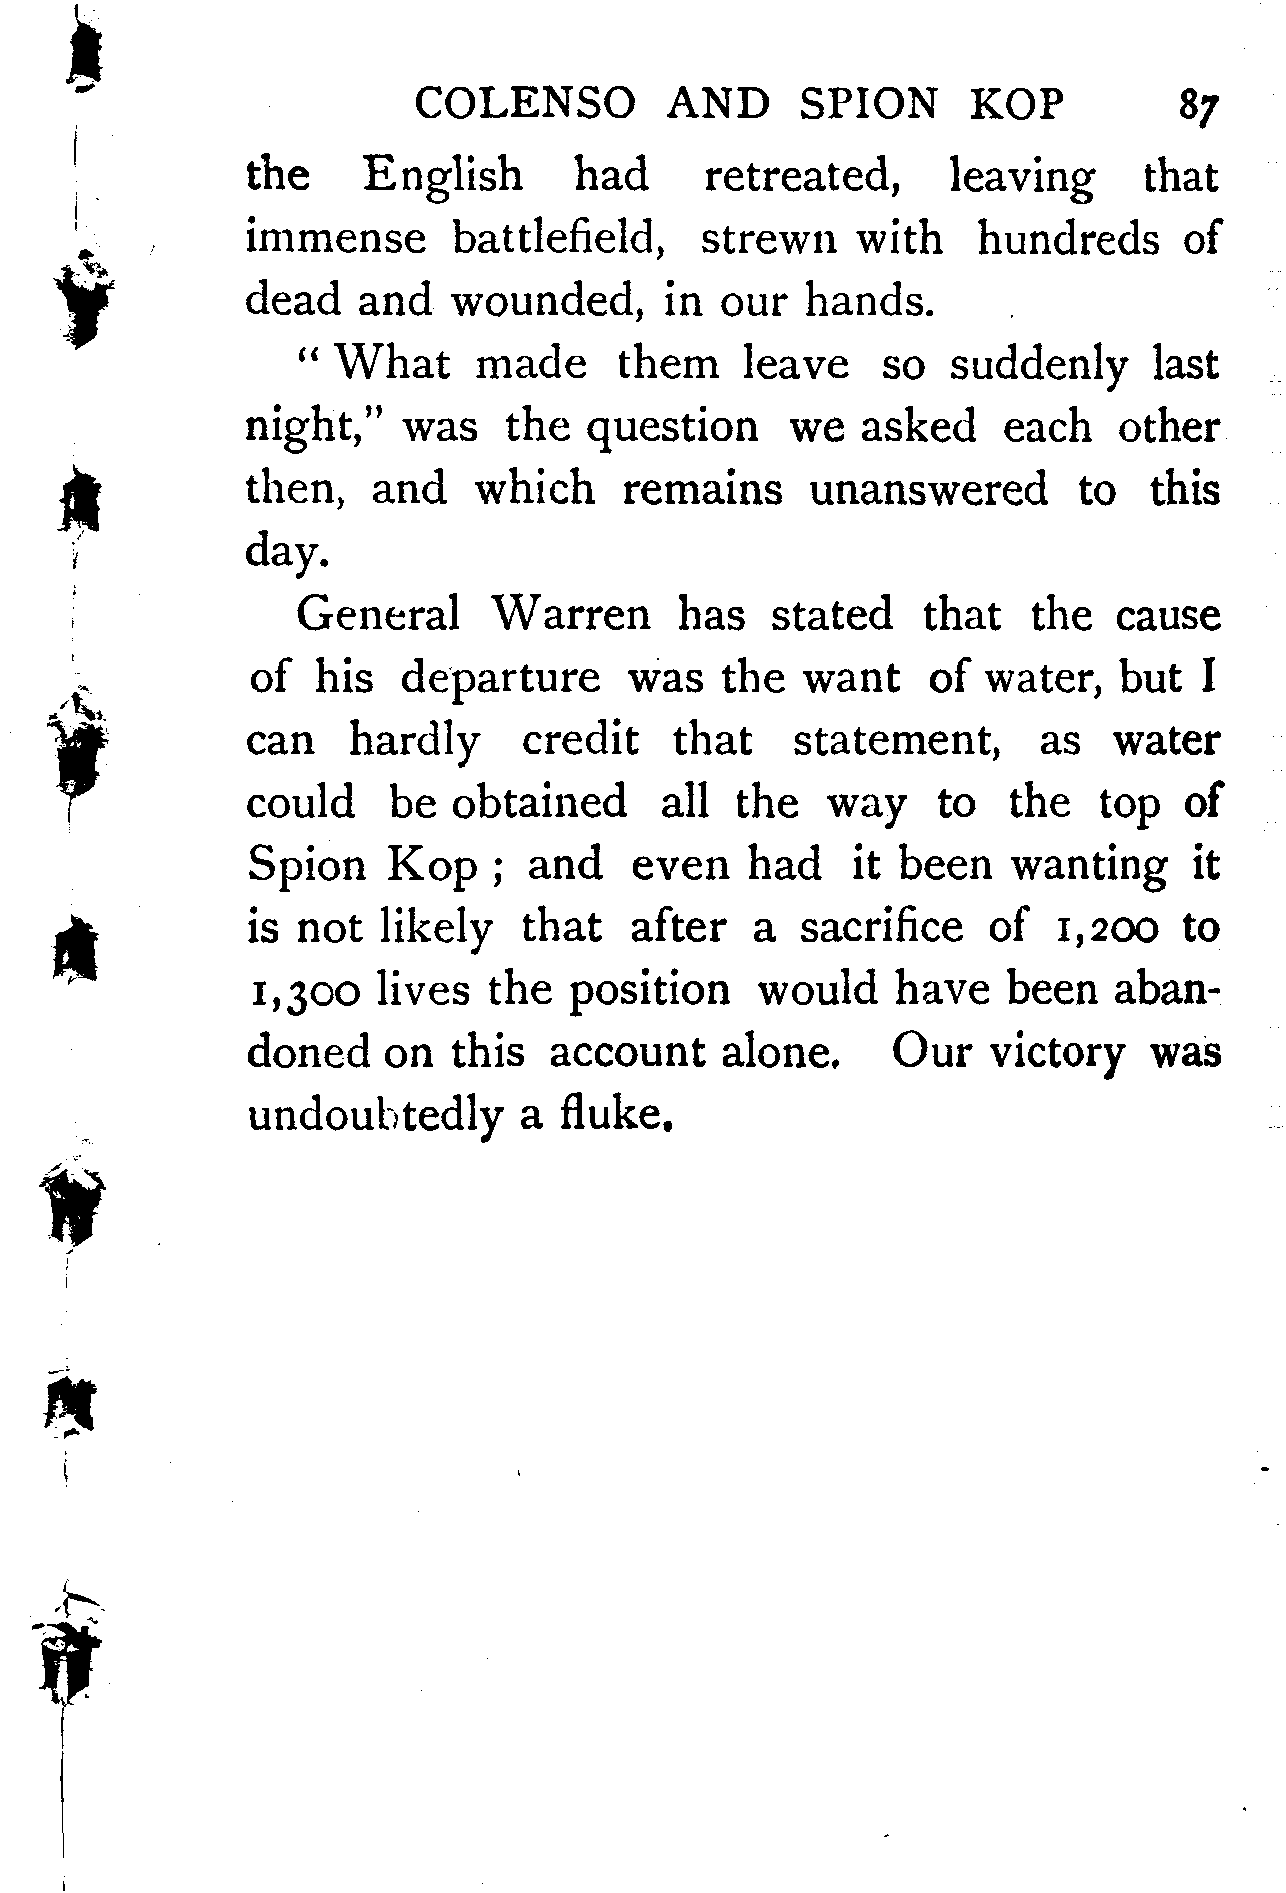 COLENSO AND SPION KOP 87
the English had retreated, leaving that
immense battlefield, strewn with hundreds of
dead and wounded, in our hands.
“ What made them leave so suddenly last
night,” was the question we asked each other
then, and which remains unanswered to this
day.
General Warren has stated that the cause
of his departure was the want of water, but I
can hardly credit that statement, as water
could be obtained all the way to the top of
Spion Kop ; and even had it been wanting it
is not likely that after a sacrifice of 1,200 to
1,300 lives the position would have been aban-
doned on this account alone. Our victory was
undoubtedly a fluke.